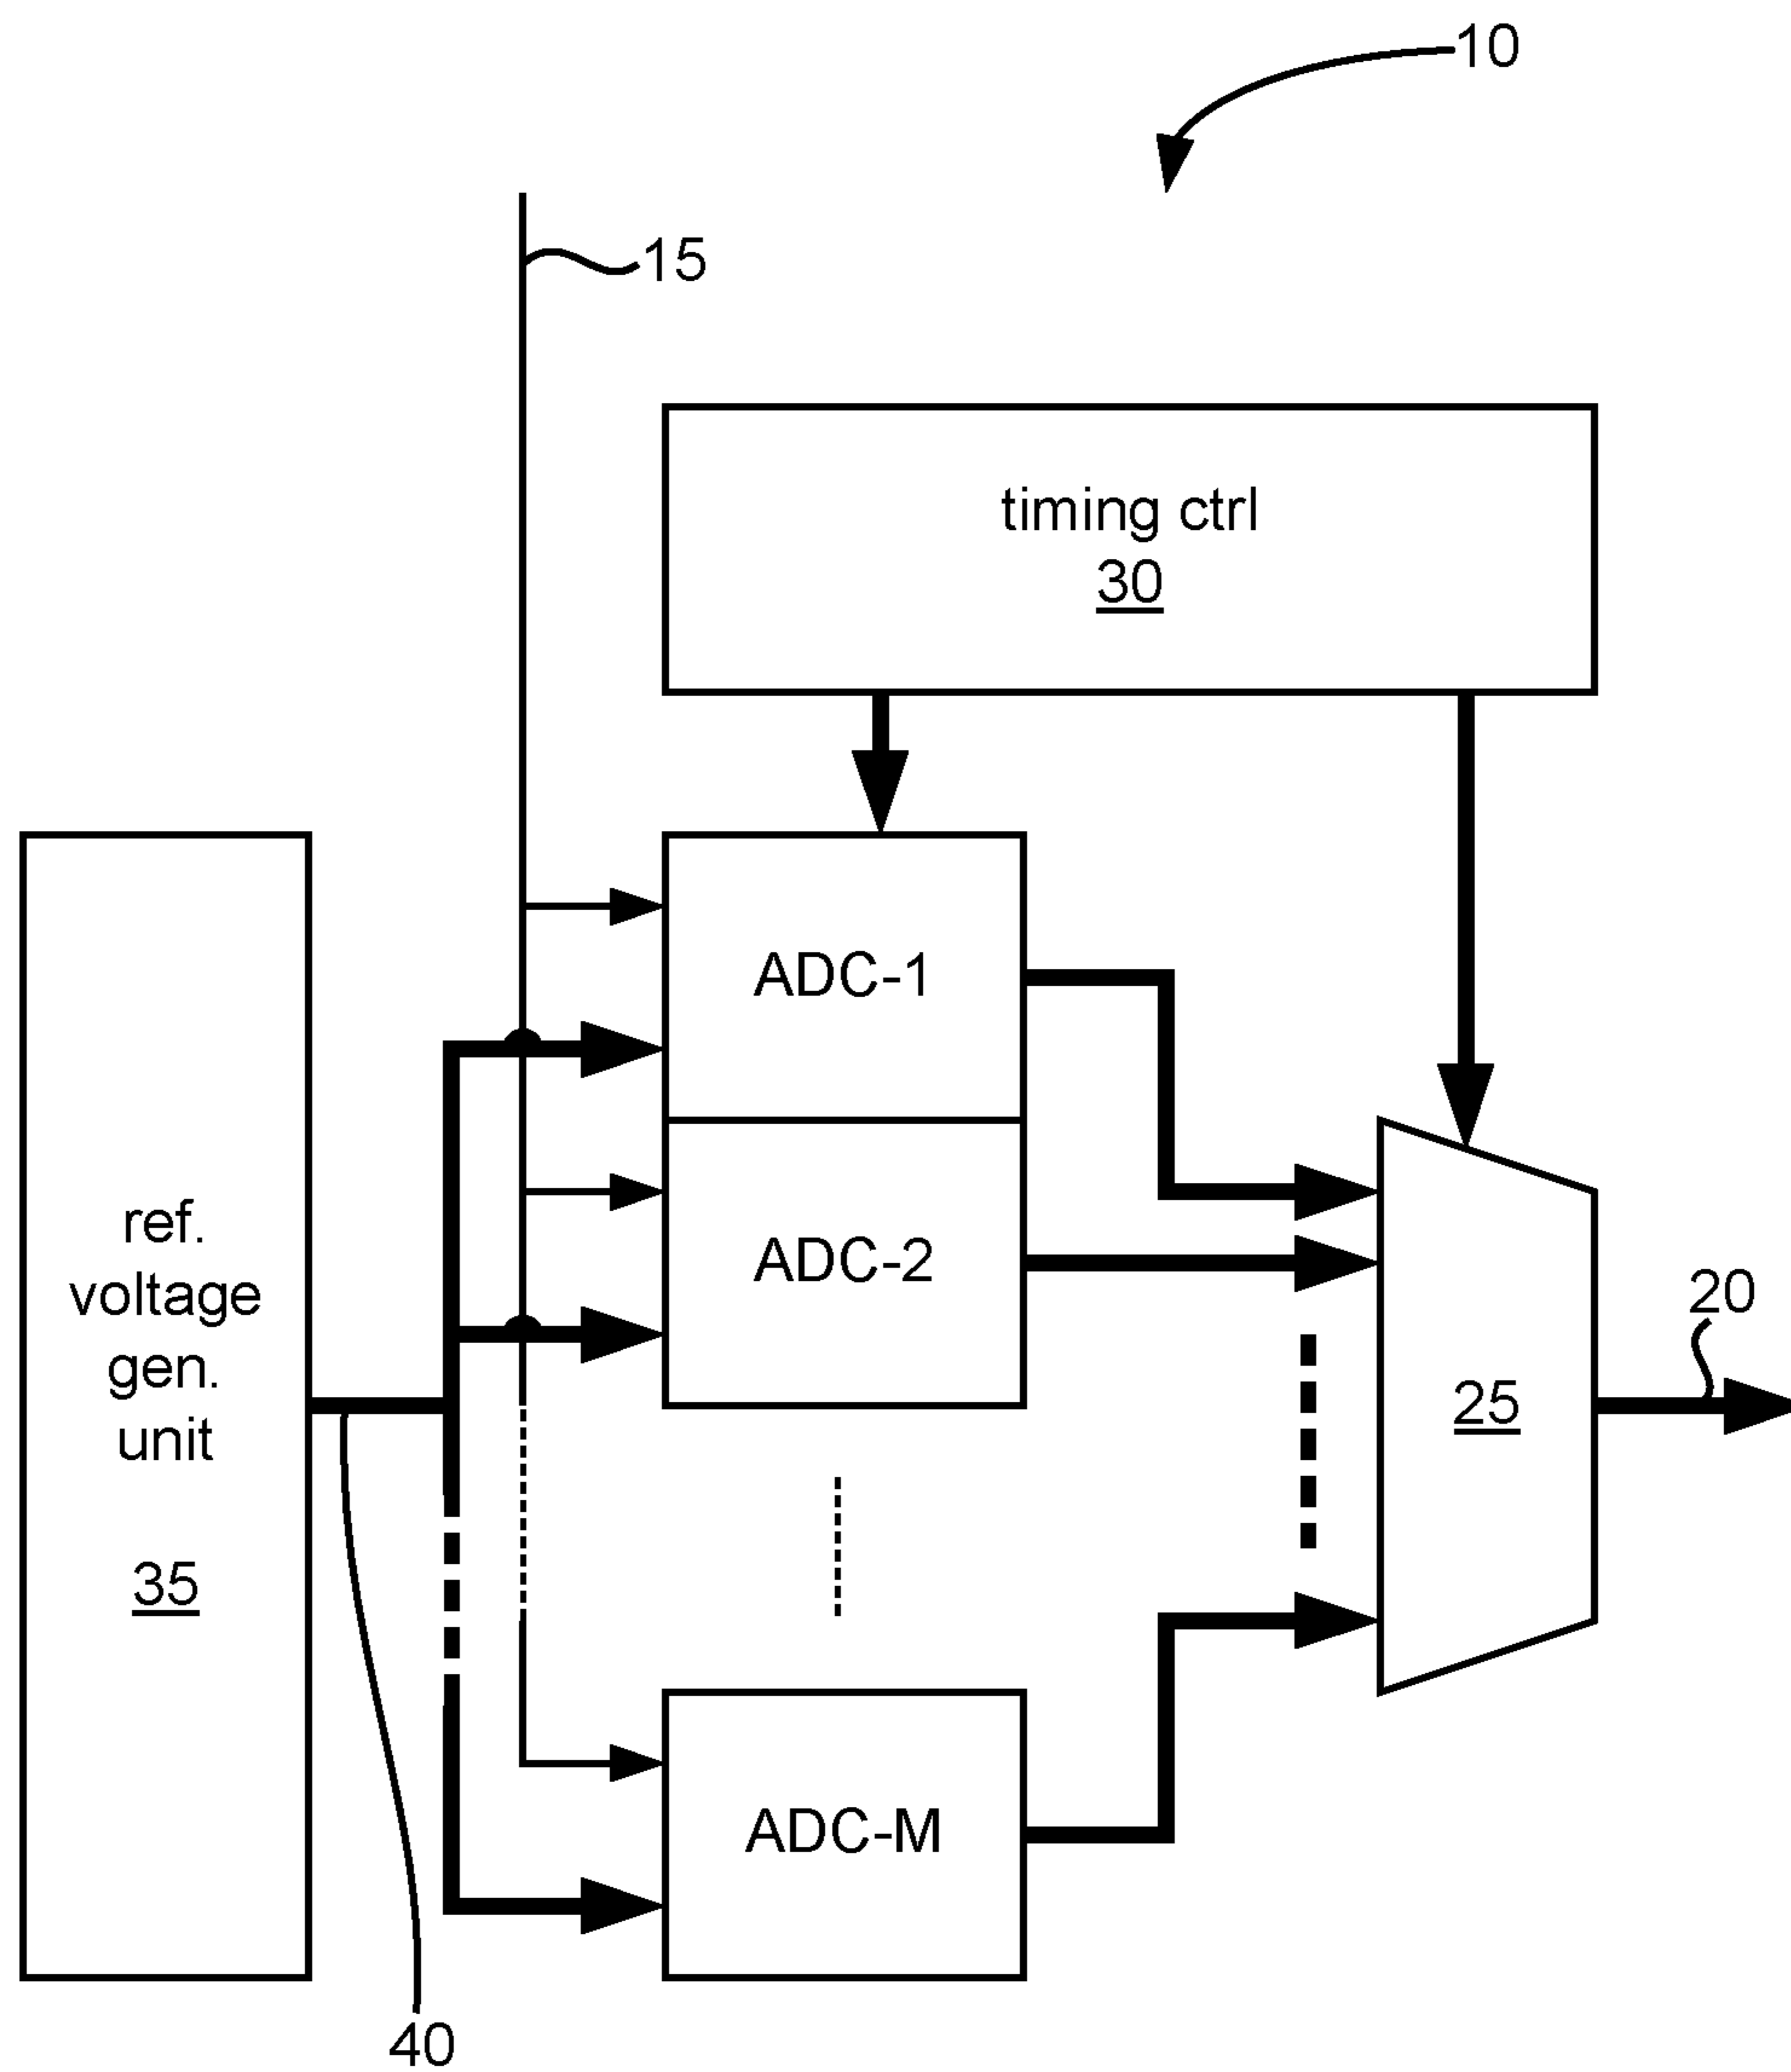 10
15
timing ctrl
30
ADC-1
ref.
voltage
gen.
unit
35
ADC-2
20
25
ADC-M
40